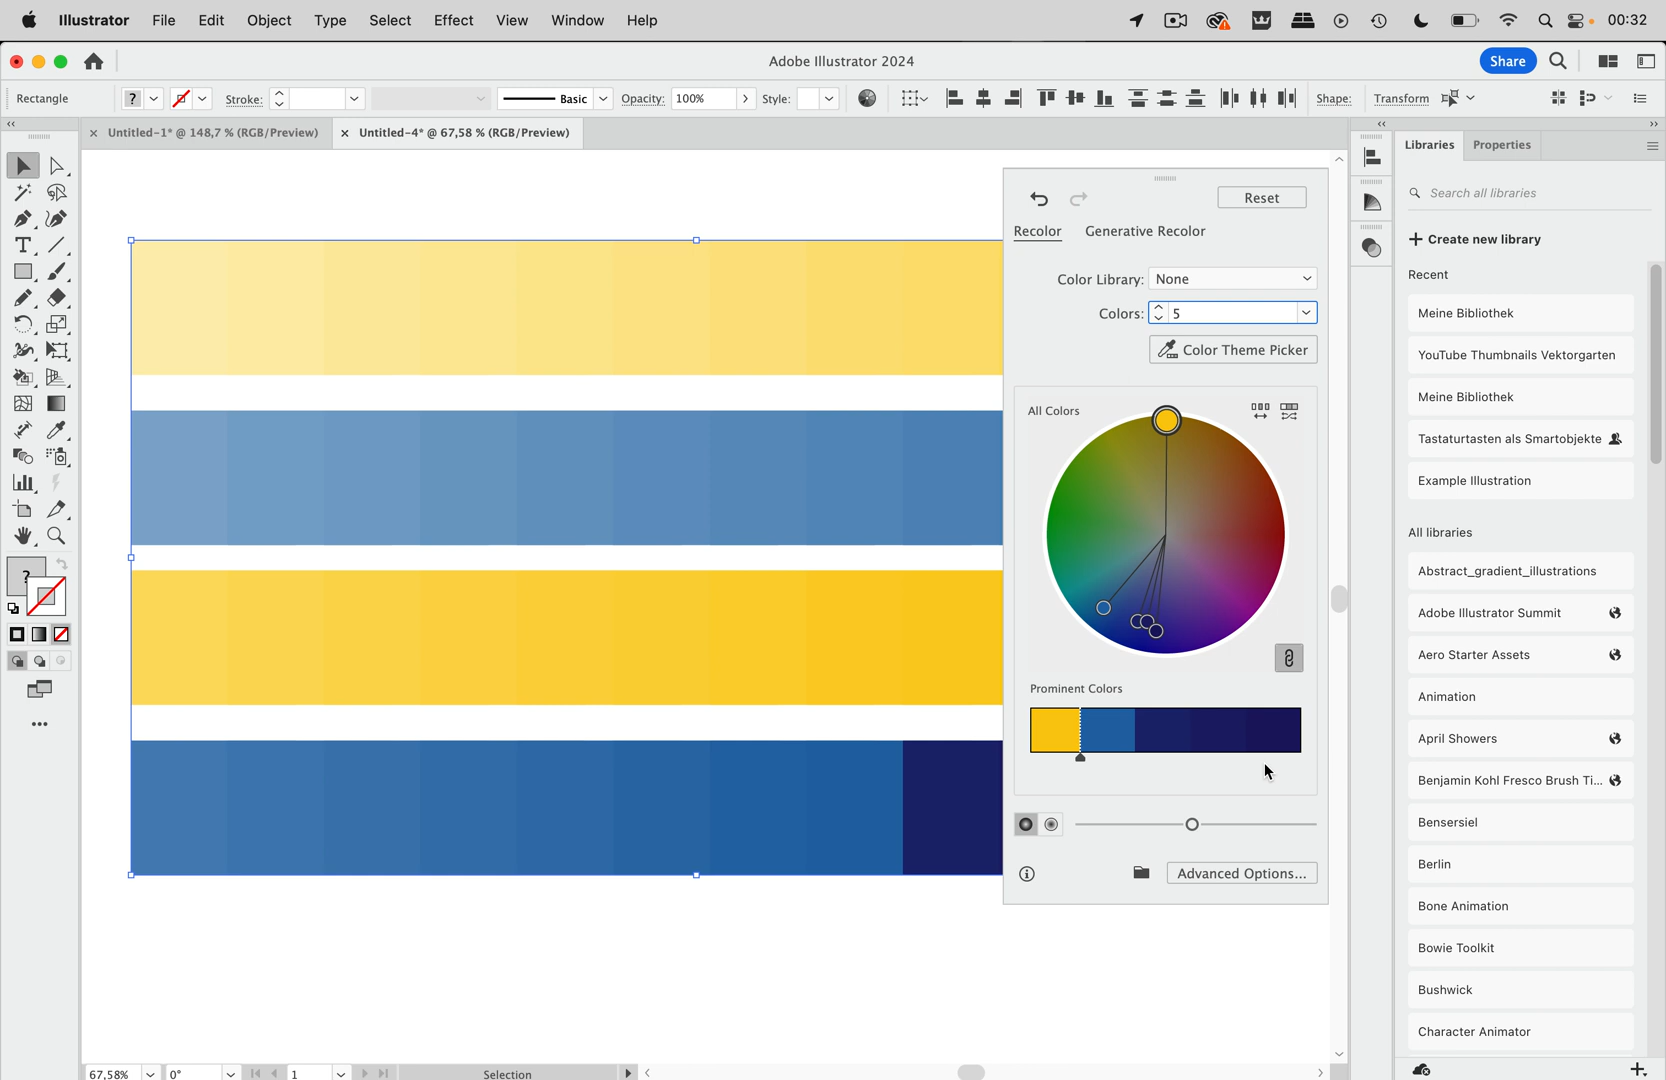 Illustrator File Edit Object Type Select Effect View Window Help 00:32
Adobe Illustrator 2024 Share
Rectangle ? Stroke: Basic Opacity: 100% Style: Shape: Transform
Untitled-1* @ 148,7 % (RGB/Preview) Untitled-4* @ 67,58 % (RGB/Preview)
Libraries Properties
Search all libraries
Create new library
Recent
Meine Bibliothek
YouTube Thumbnails Vektorgarten
Meine Bibliothek
Tastaturtasten als Smartobjekte
Example Illustration
All libraries
Abstract_gradient_illustrations
Adobe Illustrator Summit
Aero Starter Assets
Animation
April Showers
Benjamin Kohl Fresco Brush Ti...
Bensersiel
Berlin
Bone Animation
Bowie Toolkit
Bushwick
Character Animator
Reset
Recolor Generative Recolor
Color Library: None
Colors: 5
Color Theme Picker
All Colors
Prominent Colors
Advanced Options...
?
67,58% 0° 1 Selection